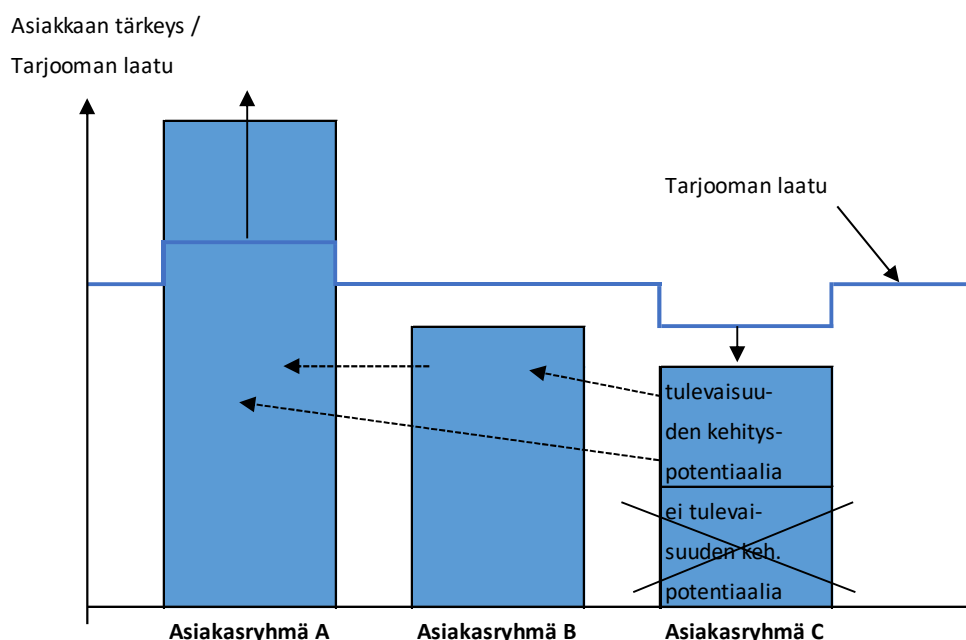 Asiakkaan tärkeys /
Tarjooman laatu
Tarjooman laatu
tulevaisuu-
den kehitys-
potentiaalia
ei tulevai-
suuden keh.
potentiaalia
Asiakasryhmä A
Asiakasryhmä B
Asiakasryhmä C